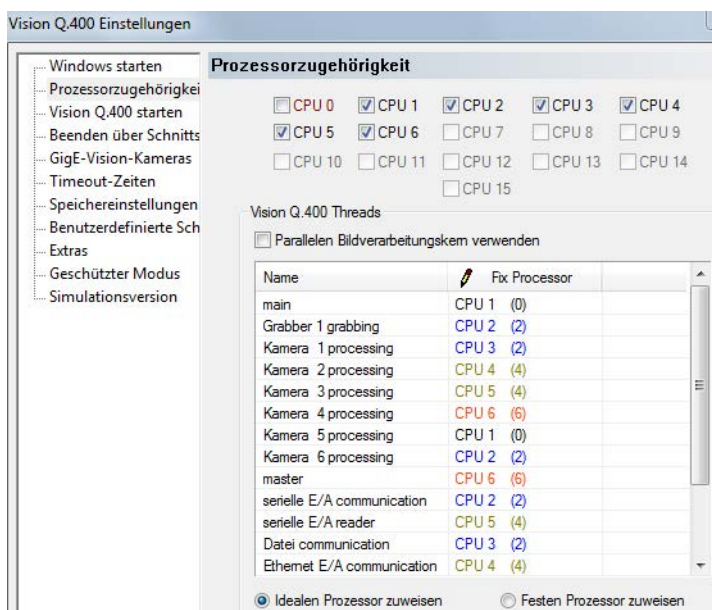 Vision Q.400 Einstellungen
Windows starten
Prozessorzugehörigkei
Vision Q.400 starten
Beenden über Schnitts
GigE-Vision-Kameras
Timeout-Zeiten
Speichereinstellungen
Benutzerdefinierte Sch
Extras
Geschützter Modus
Simulationsversion
Prozessorzugehörigkeit
CPU 0 CPU 1 CPU 2 CPU 3 CPU 4
CPU 5 CPU 6 CPU 7 CPU 8 CPU 9
CPU 10 CPU 11 CPU 12 CPU 13 CPU 14
CPU 15
Vision Q.400 Threads
Parallelen Bildverarbeitungskern verwenden
Name Fix Processor
main CPU 1 (0)
Grabber 1 grabbing CPU 2 (2)
Kamera 1 processing CPU 3 (2)
Kamera 2 processing CPU 4 (4)
Kamera 3 processing CPU 5 (4)
Kamera 4 processing CPU 6 (6)
Kamera 5 processing CPU 1 (0)
Kamera 6 processing CPU 2 (2)
master CPU 6 (6)
serielle E/A communication CPU 2 (2)
serielle E/A reader CPU 5 (4)
Datei communication CPU 3 (2)
Ethernet E/A communication CPU 4 (4)
Idealen Prozessor zuweisen Festen Prozessor zuweisen